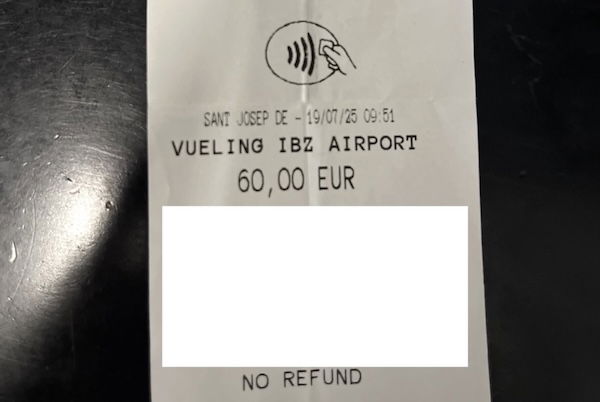 SANT JOSEP DE - 19/07/25 09:51
VUELING IBZ AIRPORT
60,00 EUR
NO REFUND